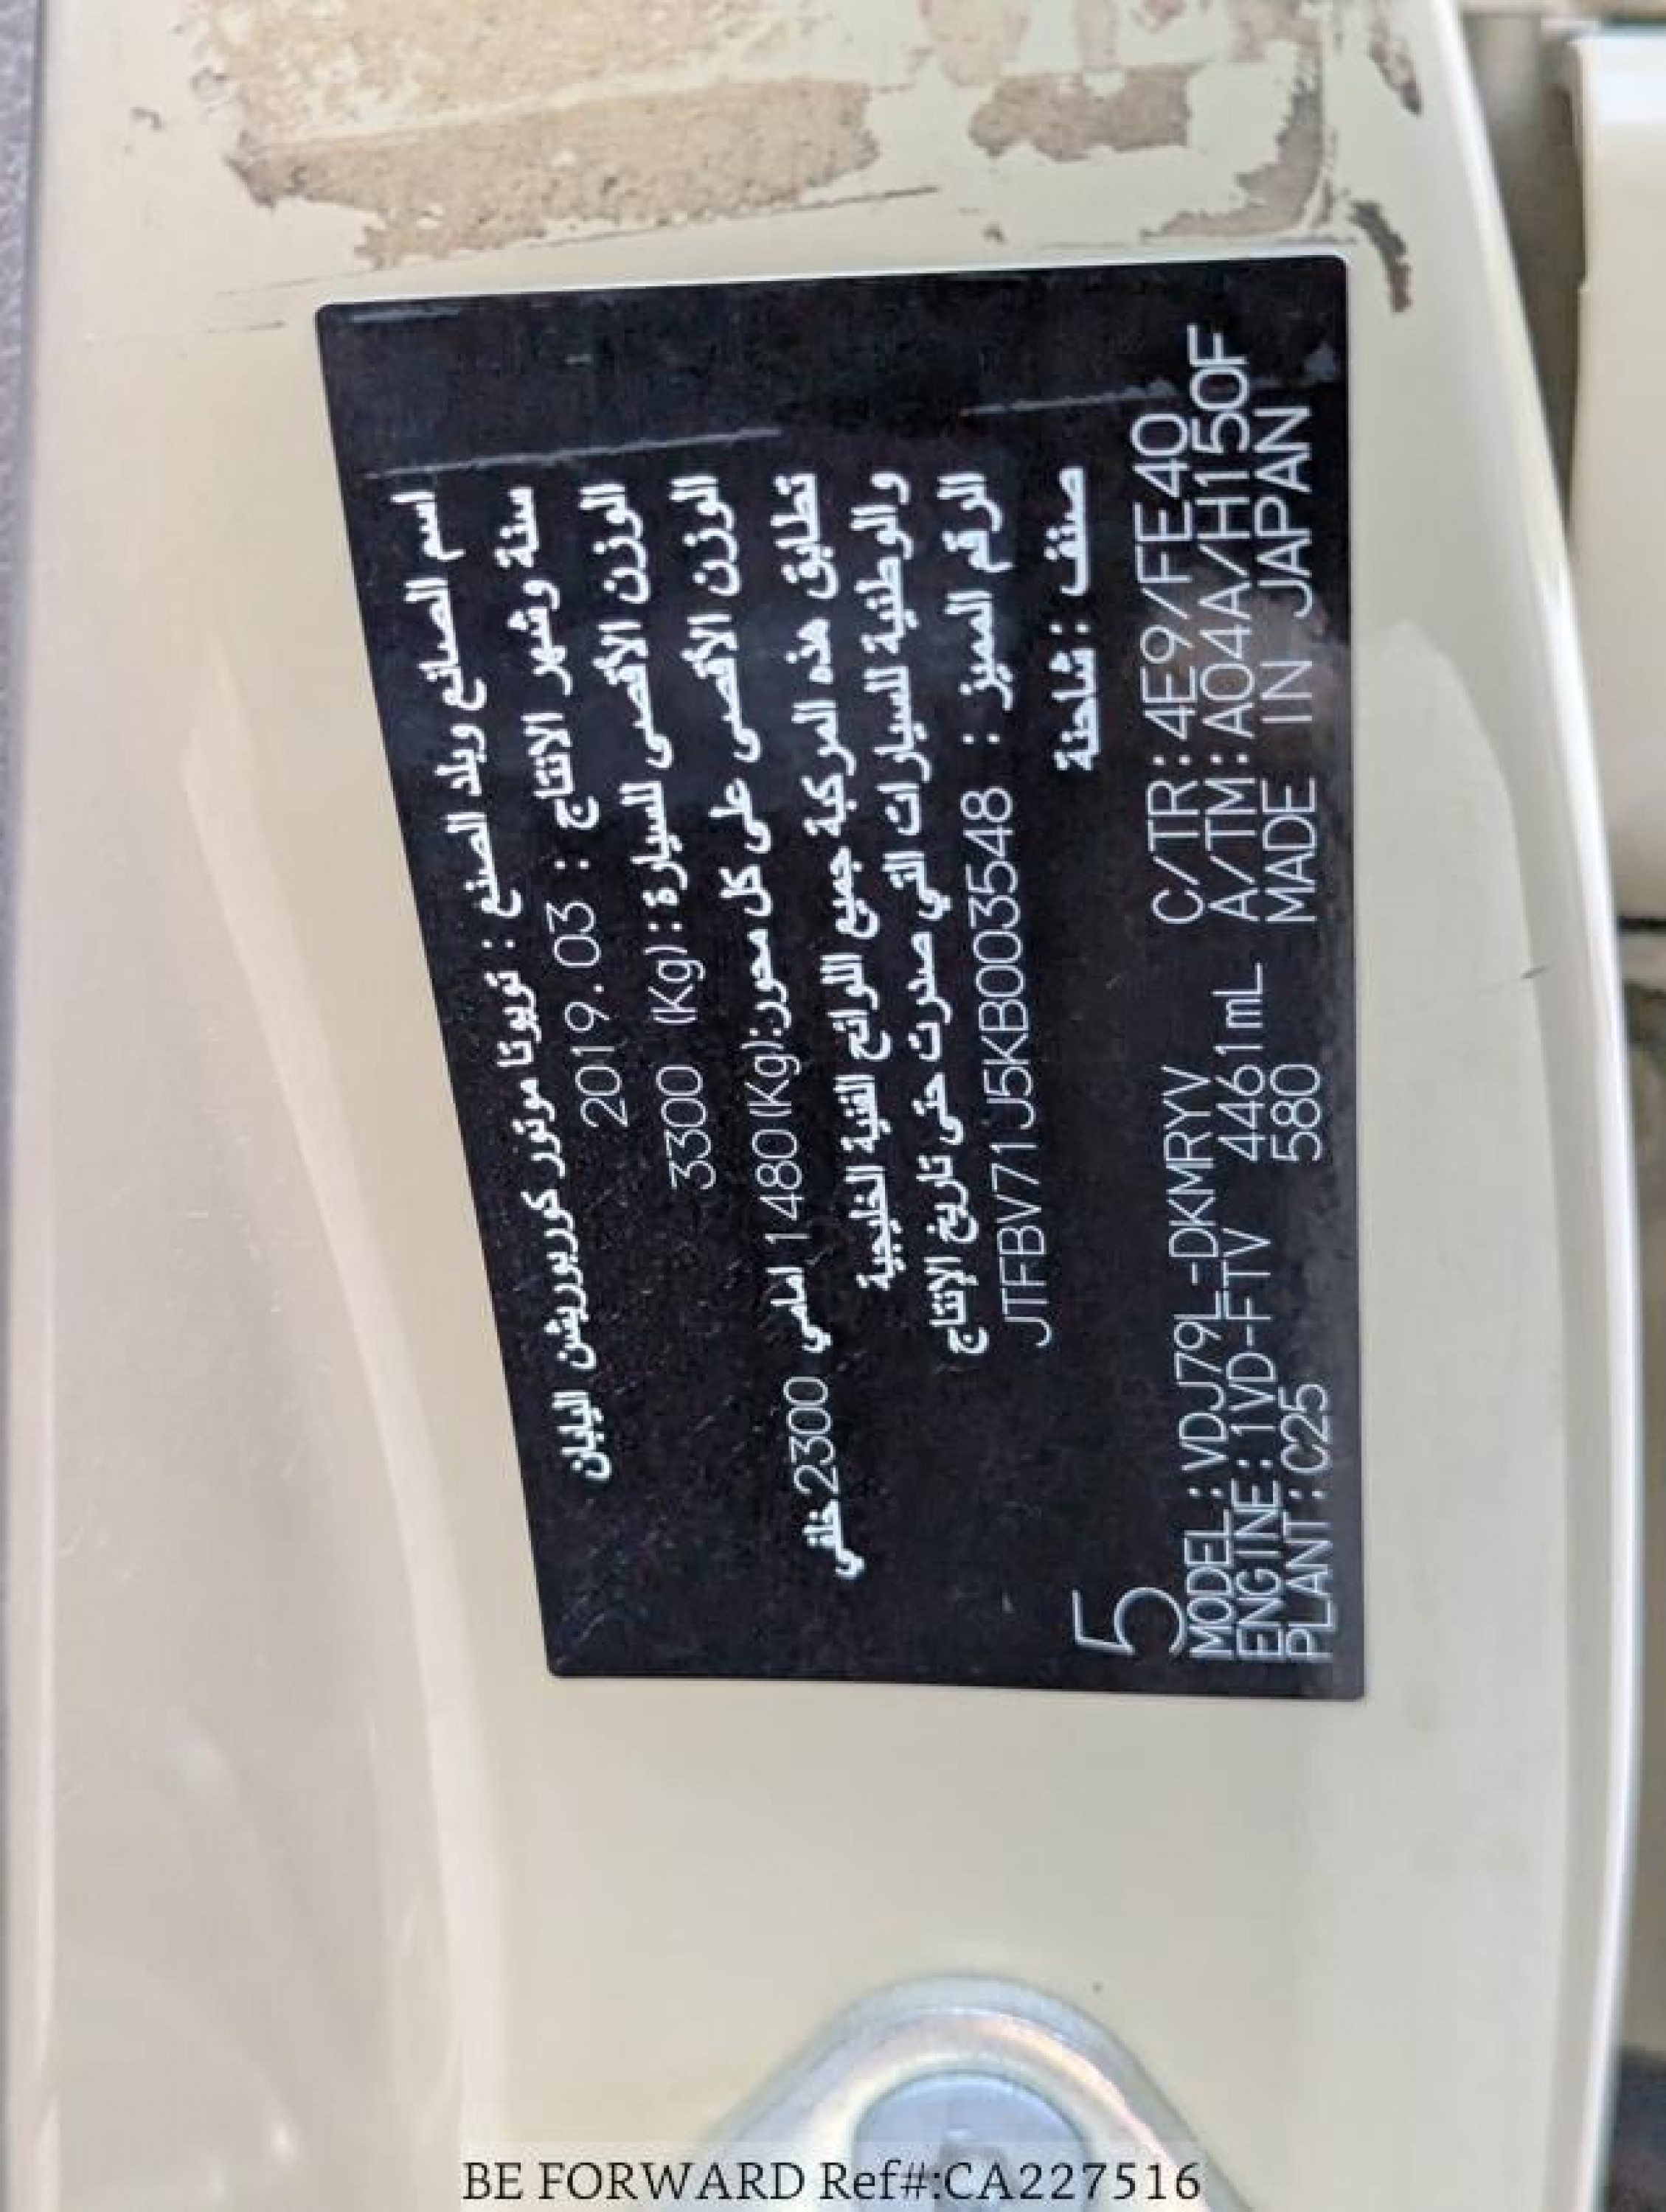 اسم الصانع وبلد الصنع : تويوتا موتور كوربوريشن اليابان
سنة وشهر الانتاج : 2019.03
الوزن الأقصى للسيارة : (Kg) 3300
الوزن الأقصى على كل محور:(Kg) 1480 امامي 2300 خلفي
تطابق هذه المركبة جميع اللوائح الفنية الخليجية
والوطنية للسيارات التي صدرت حتى تاريخ الإنتاج
الرقم المميز : JTFBV71J5KB003548
صنف : شاحنة
5
MODEL:VDJ79L-DKMRYV C/TR:4E9/FE40
ENGINE:1VD-FTV 4461mL A/TM:A04A/H150F
PLANT:C25 580 MADE IN JAPAN
BE FORWARD Ref#:CA227516